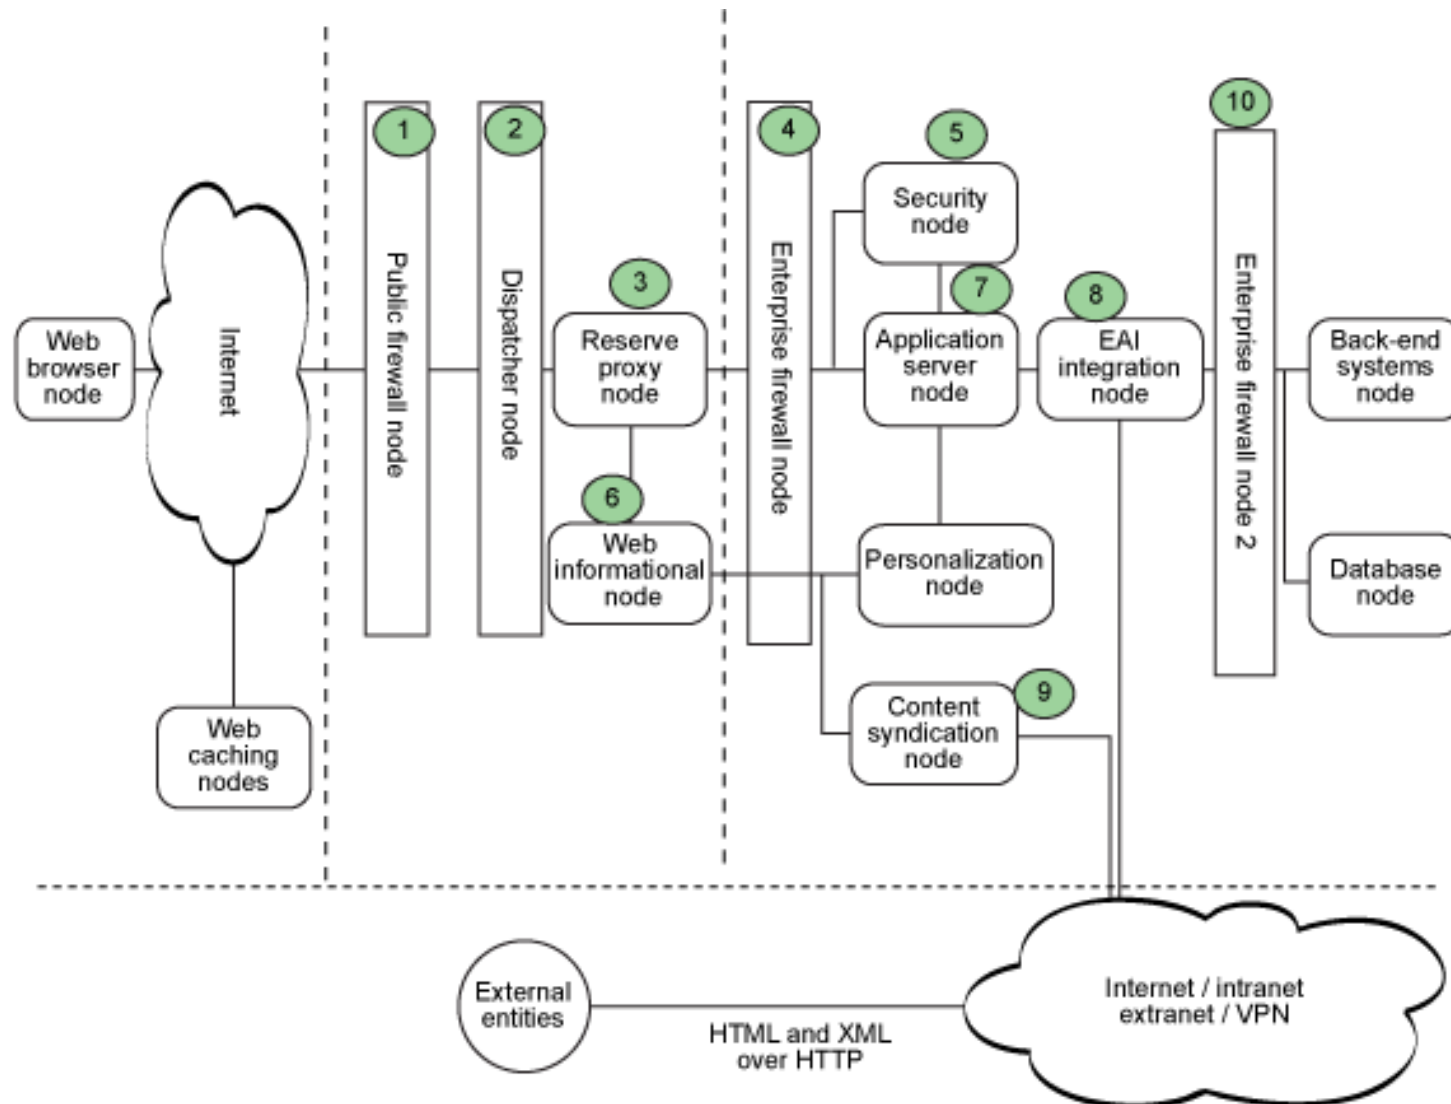 10
1
2
4
5
Security
node
3
7
8
Web
browser
node
Internet
Public firewall node
Dispatcher node
Reserve
proxy
node
Enterprise firewall node
Application
server
node
EAI
integration
node
Enterprise firewall node 2
Back-end
systems
node
6
Web
informational
node
Personalization
node
Database
node
9
Content
syndication
node
Web
caching
nodes
External
entities
HTML and XML
over HTTP
Internet / intranet
extranet / VPN